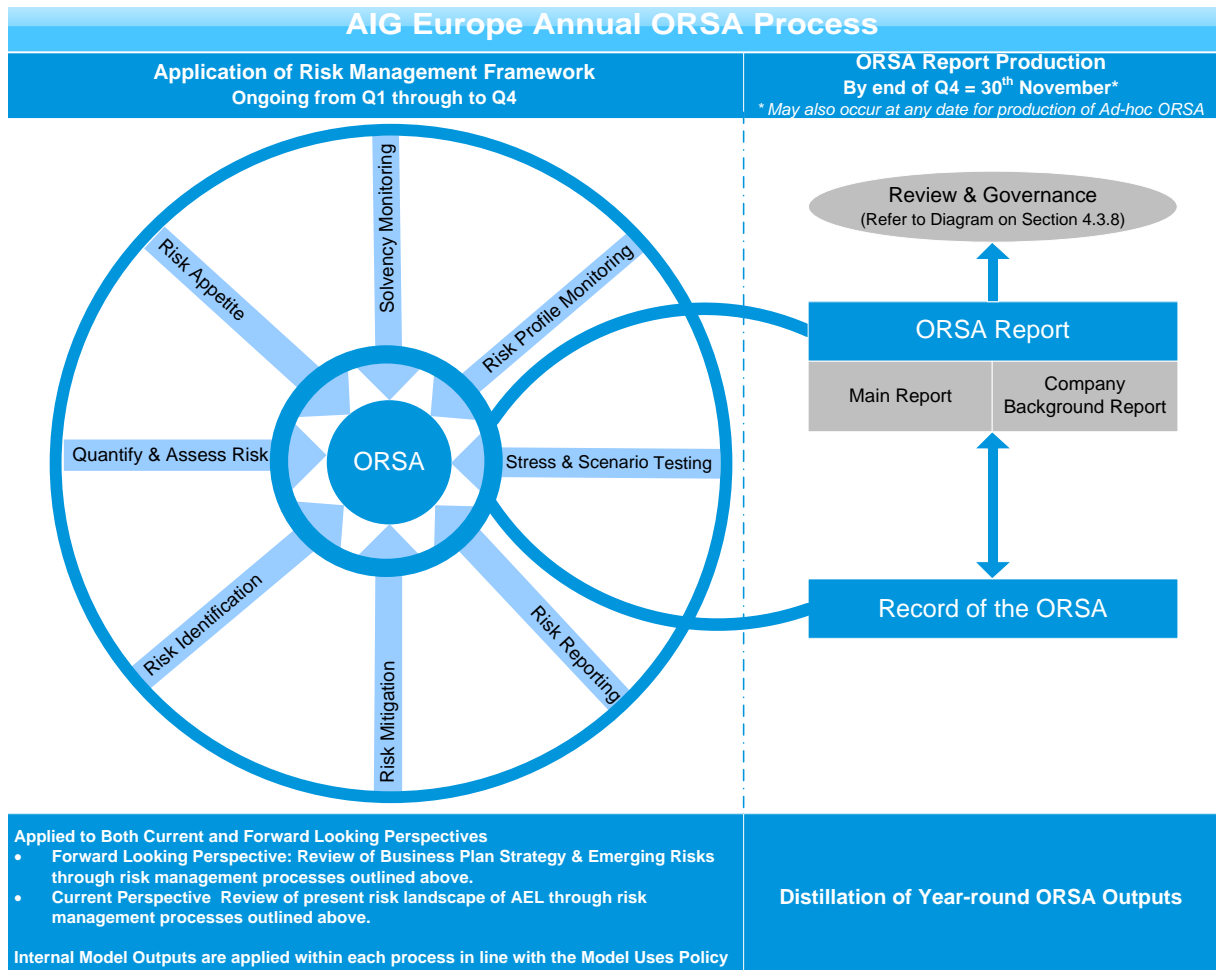 AIG Europe Annual ORSA Process
Application of Risk Management Framework
Ongoing from Q1 through to Q4
ORSA Report Production
By end of Q4 = 30th November*
* May also occur at any date for production of Ad-hoc ORSA
Solvency Monitoring
Risk Profile Monitoring
Stress & Scenario Testing
Risk Reporting
Risk Mitigation
Risk Identification
Quantify & Assess Risk
Risk Appetite
ORSA
Review & Governance
(Refer to Diagram on Section 4.3.8)
ORSA Report
Main Report
Company
Background Report
Record of the ORSA
Applied to Both Current and Forward Looking Perspectives
• Forward Looking Perspective: Review of Business Plan Strategy & Emerging Risks
through risk management processes outlined above.
• Current Perspective Review of present risk landscape of AEL through risk
management processes outlined above.
Internal Model Outputs are applied within each process in line with the Model Uses Policy
Distillation of Year-round ORSA Outputs